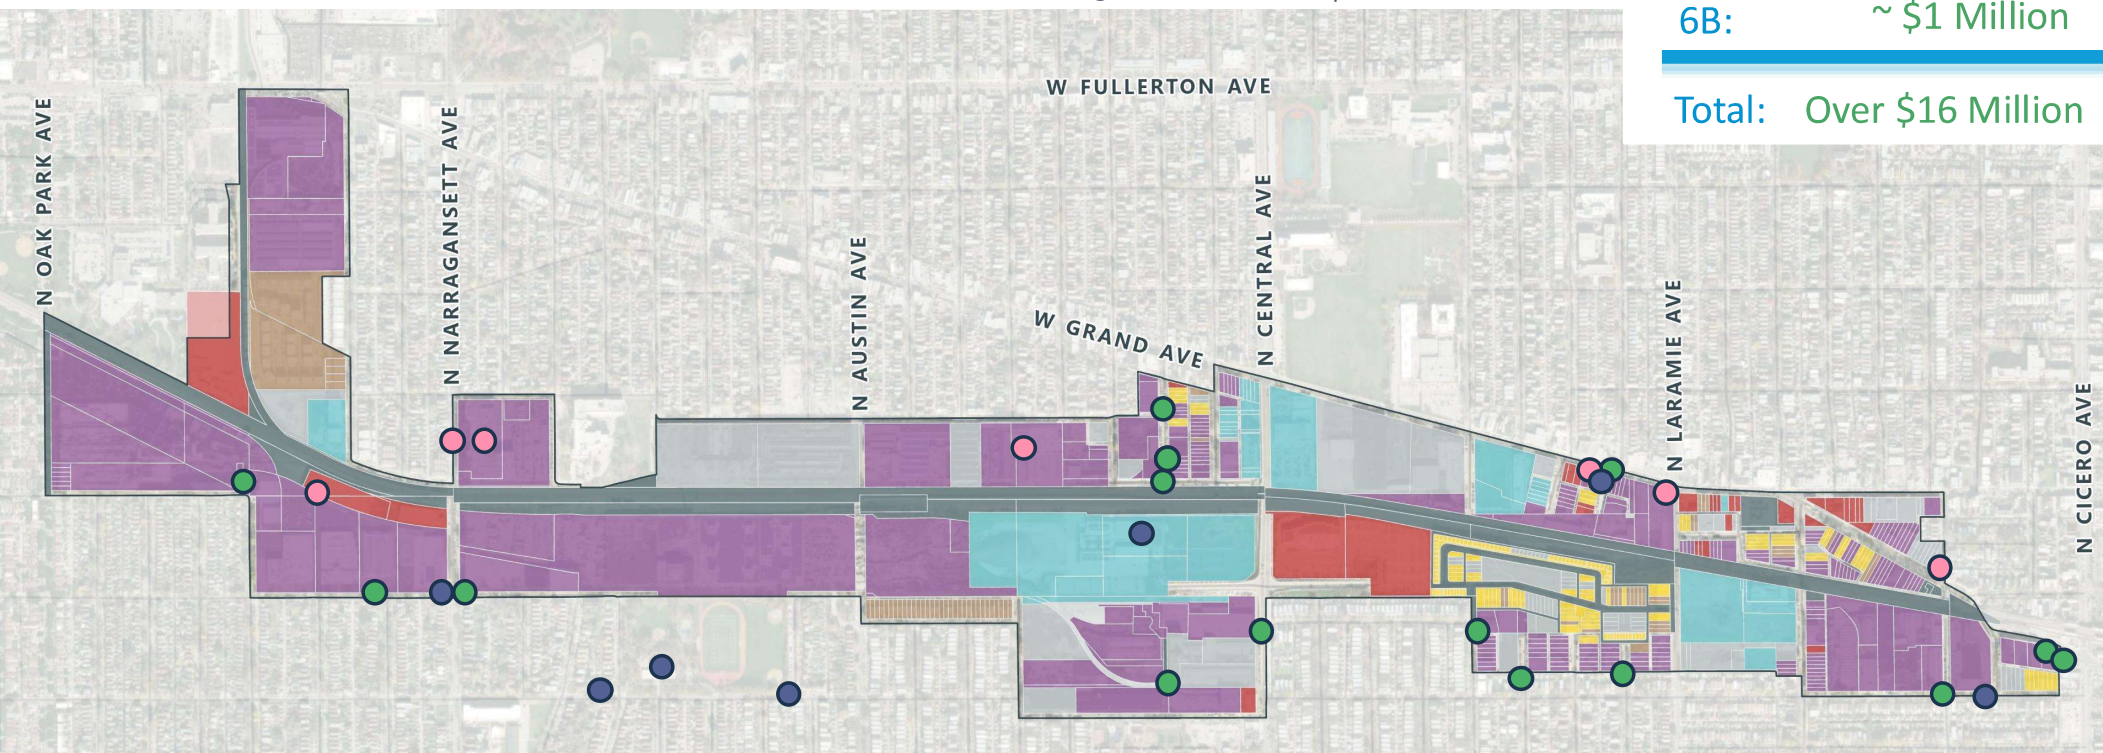 6B: ~ $1 Million
Total: Over $16 Million
W FULLERTON AVE
N OAK PARK AVE
N NARRAGANSETT AVE
N AUSTIN AVE
W GRAND AVE
N CENTRAL AVE
N LARAMIE AVE
N CICERO AVE